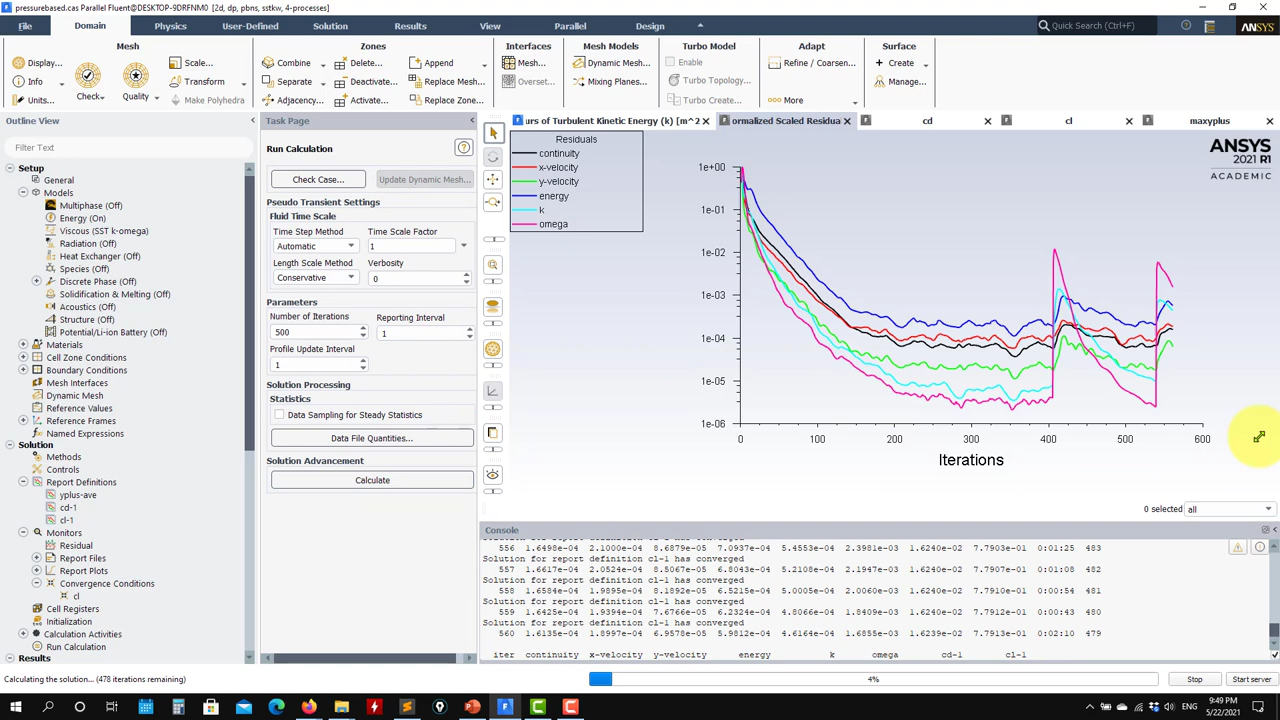 pressurebased.cas Parallel Fluent@DESKTOP-9DRFNM0 [2d, dp, pbns, sstkw, 4-processes]
File Domain Physics User-Defined Solution Results View Parallel Design Quick Search (Ctrl+F) ANSYS
Mesh Zones Interfaces Mesh Models Turbo Model Adapt Surface
Display... Scale... Combine Delete... Append Mesh... Dynamic Mesh... Enable Refine / Coarsen... Create
Info Transform Separate Deactivate... Replace Mesh... Overset... Mixing Planes... Turbo Topology... Manage...
Units... Check Quality Make Polyhedra Adjacency... Activate... Replace Zone... Turbo Create... More
Outline View
Filter Text
Setup
General
Models
Multiphase (Off)
Energy (On)
Viscous (SST k-omega)
Radiation (Off)
Heat Exchanger (Off)
Species (Off)
Discrete Phase (Off)
Solidification & Melting (Off)
Acoustics (Off)
Structure (Off)
Potential/Li-ion Battery (Off)
Materials
Cell Zone Conditions
Boundary Conditions
Mesh Interfaces
Dynamic Mesh
Reference Values
Reference Frames
Named Expressions
Solution
Methods
Controls
Report Definitions
yplus-ave
cd-1
cl-1
Monitors
Residual
Report Files
Report Plots
Convergence Conditions
cl
Cell Registers
Initialization
Calculation Activities
Run Calculation
Results
Task Page
Run Calculation
Check Case... Update Dynamic Mesh...
Pseudo Transient Settings
Fluid Time Scale
Time Step Method Time Scale Factor
Automatic 1
Length Scale Method Verbosity
Conservative 0
Parameters
Number of Iterations Reporting Interval
500 1
Profile Update Interval
1
Solution Processing
Statistics
Data Sampling for Steady Statistics
Data File Quantities...
Solution Advancement
Calculate
urs of Turbulent Kinetic Energy (k) [m^2 ormalized Scaled Residua cd cl maxyplus
Residuals
continuity
x-velocity
y-velocity
energy
k
omega
ANSYS
2021 R1
ACADEMIC
1e+00
1e-01
1e-02
1e-03
1e-04
1e-05
1e-06
0 100 200 300 400 500 600
Iterations
0 selected all
Console
556 1.6498e-04 2.1000e-04 8.6879e-05 7.0937e-04 5.4553e-04 2.3981e-03 1.6240e-02 7.7903e-01 0:01:25 483
Solution for report definition cl-1 has converged
557 1.6617e-04 2.0524e-04 8.5067e-05 6.8043e-04 5.2108e-04 2.1947e-03 1.6240e-02 7.7907e-01 0:01:08 482
Solution for report definition cl-1 has converged
558 1.6584e-04 1.9895e-04 8.1392e-05 6.5215e-04 5.0005e-04 2.0060e-03 1.6240e-02 7.7910e-01 0:00:54 481
Solution for report definition cl-1 has converged
559 1.6425e-04 1.9394e-04 7.6766e-05 6.2324e-04 4.8066e-04 1.8409e-03 1.6240e-02 7.7912e-01 0:00:43 480
Solution for report definition cl-1 has converged
560 1.6135e-04 1.8997e-04 6.9578e-05 5.9812e-04 4.6164e-04 1.6855e-03 1.6239e-02 7.7913e-01 0:02:10 479
iter continuity x-velocity y-velocity energy k omega cd-1 cl-1
Calculating the solution... (478 iterations remaining) 4% Stop Start server
ENG
9:49 PM
5/22/2021